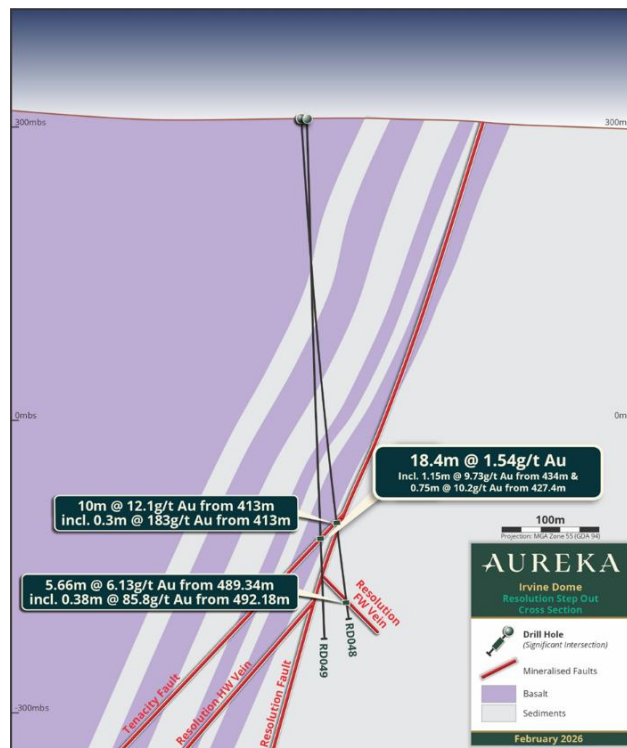 300mbs
300m
0mbs
0m
18.4m @ 1.54g/t Au
Incl. 1.15m @ 9.73g/t Au from 434m &
0.75m @ 10.2g/t Au from 427.4m
10m @ 12.1g/t Au from 413m
incl. 0.3m @ 183g/t Au from 413m
5.66m @ 6.13g/t Au from 489.34m
incl. 0.38m @ 85.8g/t Au from 492.18m
Resolution
FW Vein
RD048
RD049
Tenacity Fault
Resolution HW Vein
Resolution Fault
-300mbs
100m
Projection: MGA Zone 55 (GDA 94)
AUREKA
Irvine Dome
Resolution Step Out
Cross Section
Drill Hole
(Significant Intersection)
Mineralised Faults
Basalt
Sediments
February 2026